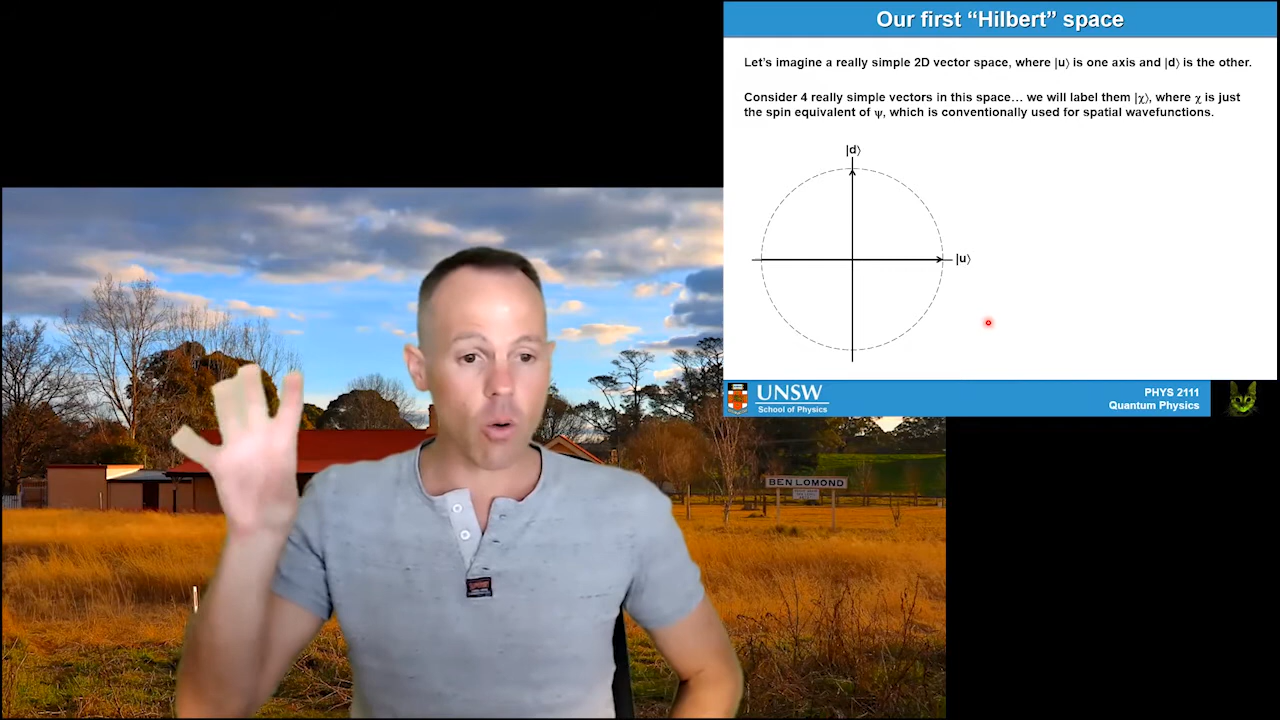 Our first “Hilbert” space
Let’s imagine a really simple 2D vector space, where |u⟩ is one axis and |d⟩ is the other.
Consider 4 really simple vectors in this space… we will label them |χ⟩, where χ is just
the spin equivalent of ψ, which is conventionally used for spatial wavefunctions.
|d⟩
|u⟩
UNSW
School of Physics
PHYS 2111
Quantum Physics
BEN LOMOND